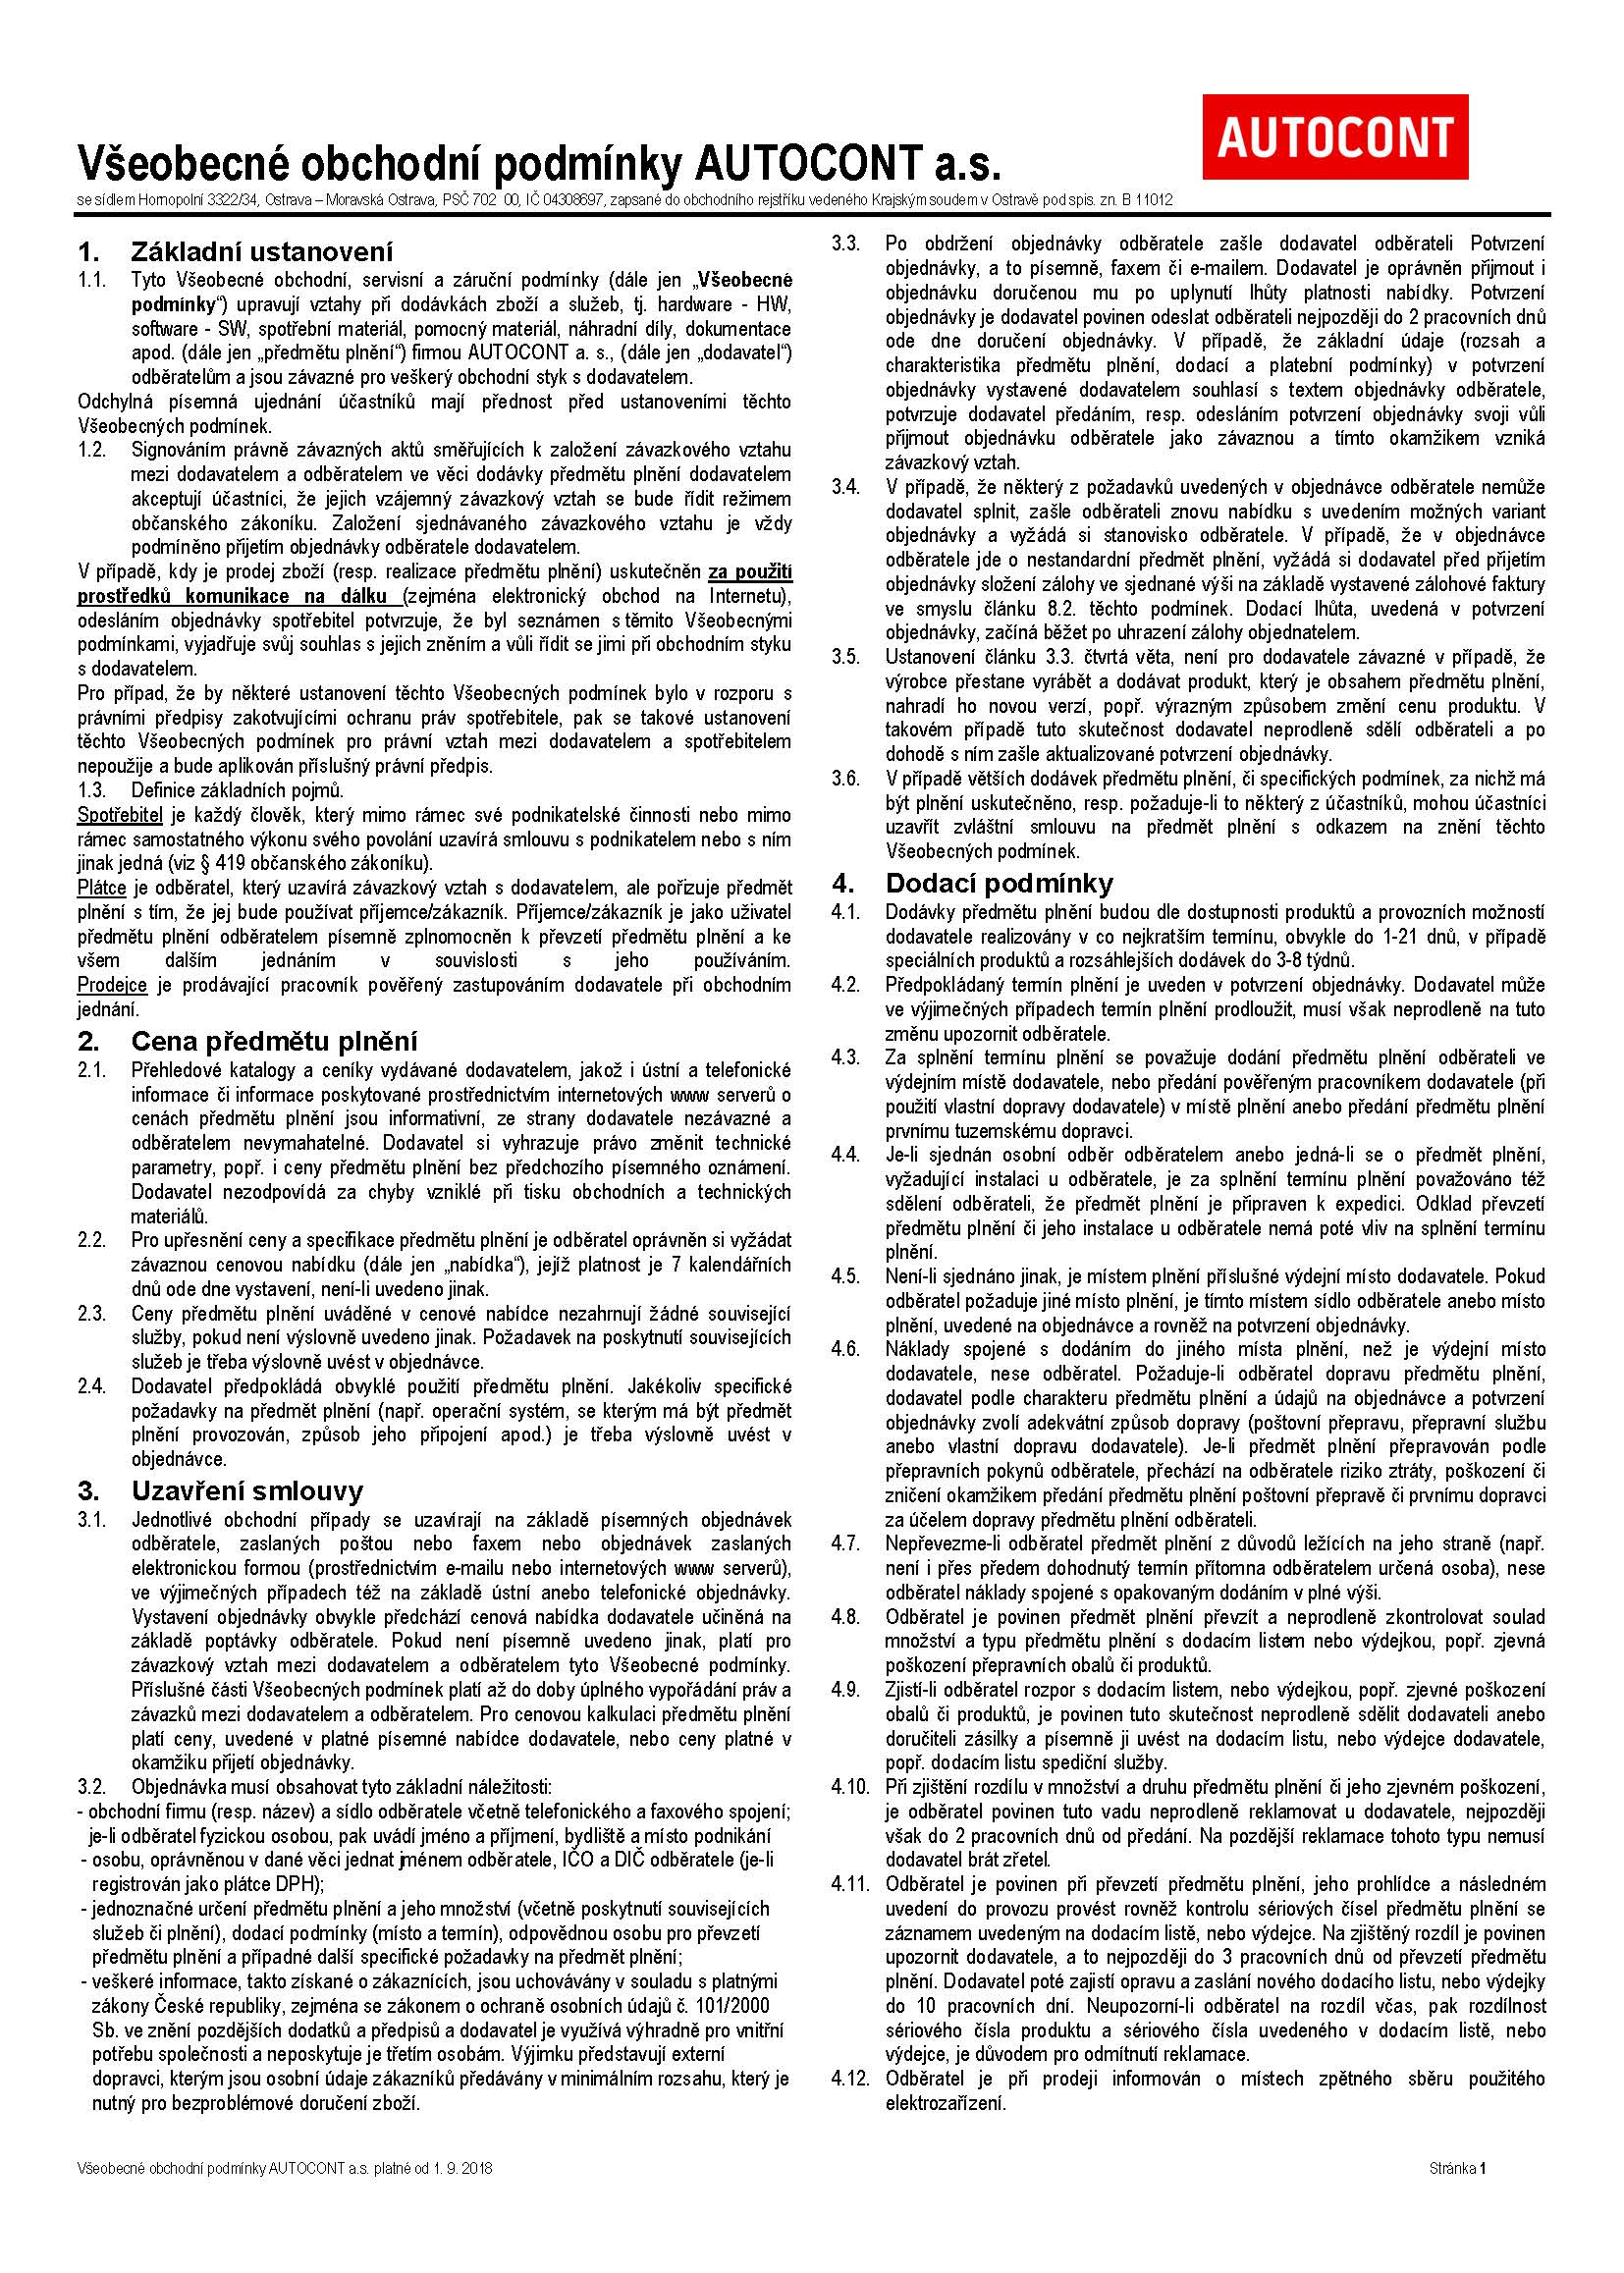 AUTOCONT
Všeobecné obchodní podmínky AUTOCONT a.s.
se sídlem Hornopolní 3322/34, Ostrava – Moravská Ostrava, PSČ 702 00, IČ 04308697, zapsané do obchodního rejstříku vedeného Krajským soudem v Ostravě pod spis. zn. B 11012
1. Základní ustanovení
1.1. Tyto Všeobecné obchodní, servisní a záruční podmínky (dále jen „Všeobecné
podmínky“) upravují vztahy při dodávkách zboží a služeb, tj. hardware - HW,
software - SW, spotřební materiál, pomocný materiál, náhradní díly, dokumentace
apod. (dále jen „předmětu plnění“) firmou AUTOCONT a. s., (dále jen „dodavatel“)
odběratelům a jsou závazné pro veškerý obchodní styk s dodavatelem.
Odchylná písemná ujednání účastníků mají přednost před ustanoveními těchto
Všeobecných podmínek.
1.2. Signováním právně závazných aktů směřujících k založení závazkového vztahu
mezi dodavatelem a odběratelem ve věci dodávky předmětu plnění dodavatelem
akceptují účastníci, že jejich vzájemný závazkový vztah se bude řídit režimem
občanského zákoníku. Založení sjednávaného závazkového vztahu je vždy
podmíněno přijetím objednávky odběratele dodavatelem.
V případě, kdy je prodej zboží (resp. realizace předmětu plnění) uskutečněn za použití
prostředků komunikace na dálku (zejména elektronický obchod na Internetu),
odesláním objednávky spotřebitel potvrzuje, že byl seznámen s těmito Všeobecnými
podmínkami, vyjadřuje svůj souhlas s jejich zněním a vůli řídit se jimi při obchodním styku
s dodavatelem.
Pro případ, že by některé ustanovení těchto Všeobecných podmínek bylo v rozporu s
právními předpisy zakotvujícími ochranu práv spotřebitele, pak se takové ustanovení
těchto Všeobecných podmínek pro právní vztah mezi dodavatelem a spotřebitelem
nepoužije a bude aplikován příslušný právní předpis.
1.3. Definice základních pojmů.
Spotřebitel je každý člověk, který mimo rámec své podnikatelské činnosti nebo mimo
rámec samostatného výkonu svého povolání uzavírá smlouvu s podnikatelem nebo s ním
jinak jedná (viz § 419 občanského zákoníku).
Plátce je odběratel, který uzavírá závazkový vztah s dodavatelem, ale pořizuje předmět
plnění s tím, že jej bude používat příjemce/zákazník. Příjemce/zákazník je jako uživatel
předmětu plnění odběratelem písemně zplnomocněn k převzetí předmětu plnění a ke
všem dalším jednáním v souvislosti s jeho používáním.
Prodejce je prodávající pracovník pověřený zastupováním dodavatele při obchodním
jednání.
2. Cena předmětu plnění
2.1. Přehledové katalogy a ceníky vydávané dodavatelem, jakož i ústní a telefonické
informace či informace poskytované prostřednictvím internetových www serverů o
cenách předmětu plnění jsou informativní, ze strany dodavatele nezávazné a
odběratelem nevymahatelné. Dodavatel si vyhrazuje právo změnit technické
parametry, popř. i ceny předmětu plnění bez předchozího písemného oznámení.
Dodavatel nezodpovídá za chyby vzniklé při tisku obchodních a technických
materiálů.
2.2. Pro upřesnění ceny a specifikace předmětu plnění je odběratel oprávněn si vyžádat
závaznou cenovou nabídku (dále jen „nabídka“), jejíž platnost je 7 kalendářních
dnů ode dne vystavení, není-li uvedeno jinak.
2.3. Ceny předmětu plnění uváděné v cenové nabídce nezahrnují žádné související
služby, pokud není výslovně uvedeno jinak. Požadavek na poskytnutí souvisejících
služeb je třeba výslovně uvést v objednávce.
2.4. Dodavatel předpokládá obvyklé použití předmětu plnění. Jakékoliv specifické
požadavky na předmět plnění (např. operační systém, se kterým má být předmět
plnění provozován, způsob jeho připojení apod.) je třeba výslovně uvést v
objednávce.
3. Uzavření smlouvy
3.1. Jednotlivé obchodní případy se uzavírají na základě písemných objednávek
odběratele, zaslaných poštou nebo faxem nebo objednávek zaslaných
elektronickou formou (prostřednictvím e-mailu nebo internetových www serverů),
ve výjimečných případech též na základě ústní anebo telefonické objednávky.
Vystavení objednávky obvykle předchází cenová nabídka dodavatele učiněná na
základě poptávky odběratele. Pokud není písemně uvedeno jinak, platí pro
závazkový vztah mezi dodavatelem a odběratelem tyto Všeobecné podmínky.
Příslušné části Všeobecných podmínek platí až do doby úplného vypořádání práv a
závazků mezi dodavatelem a odběratelem. Pro cenovou kalkulaci předmětu plnění
platí ceny, uvedené v platné písemné nabídce dodavatele, nebo ceny platné v
okamžiku přijetí objednávky.
3.2. Objednávka musí obsahovat tyto základní náležitosti:
- obchodní firmu (resp. název) a sídlo odběratele včetně telefonického a faxového spojení;
je-li odběratel fyzickou osobou, pak uvádí jméno a příjmení, bydliště a místo podnikání
- osobu, oprávněnou v dané věci jednat jménem odběratele, IČO a DIČ odběratele (je-li
registrován jako plátce DPH);
- jednoznačné určení předmětu plnění a jeho množství (včetně poskytnutí souvisejících
služeb či plnění), dodací podmínky (místo a termín), odpovědnou osobu pro převzetí
předmětu plnění a případné další specifické požadavky na předmět plnění;
- veškeré informace, takto získané o zákaznících, jsou uchovávány v souladu s platnými
zákony České republiky, zejména se zákonem o ochraně osobních údajů č. 101/2000
Sb. ve znění pozdějších dodatků a předpisů a dodavatel je využívá výhradně pro vnitřní
potřebu společnosti a neposkytuje je třetím osobám. Výjimku představují externí
dopravci, kterým jsou osobní údaje zákazníků předávány v minimálním rozsahu, který je
nutný pro bezproblémové doručení zboží.
3.3. Po obdržení objednávky odběratele zašle dodavatel odběrateli Potvrzení
objednávky, a to písemně, faxem či e-mailem. Dodavatel je oprávněn přijmout i
objednávku doručenou mu po uplynutí lhůty platnosti nabídky. Potvrzení
objednávky je dodavatel povinen odeslat odběrateli nejpozději do 2 pracovních dnů
ode dne doručení objednávky. V případě, že základní údaje (rozsah a
charakteristika předmětu plnění, dodací a platební podmínky) v potvrzení
objednávky vystavené dodavatelem souhlasí s textem objednávky odběratele,
potvrzuje dodavatel předáním, resp. odesláním potvrzení objednávky svoji vůli
přijmout objednávku odběratele jako závaznou a tímto okamžikem vzniká
závazkový vztah.
3.4. V případě, že některý z požadavků uvedených v objednávce odběratele nemůže
dodavatel splnit, zašle odběrateli znovu nabídku s uvedením možných variant
objednávky a vyžádá si stanovisko odběratele. V případě, že v objednávce
odběratele jde o nestandardní předmět plnění, vyžádá si dodavatel před přijetím
objednávky složení zálohy ve sjednané výši na základě vystavené zálohové faktury
ve smyslu článku 8.2. těchto podmínek. Dodací lhůta, uvedená v potvrzení
objednávky, začíná běžet po uhrazení zálohy objednatelem.
3.5. Ustanovení článku 3.3. čtvrtá věta, není pro dodavatele závazné v případě, že
výrobce přestane vyrábět a dodávat produkt, který je obsahem předmětu plnění,
nahradí ho novou verzí, popř. výrazným způsobem změní cenu produktu. V
takovém případě tuto skutečnost dodavatel neprodleně sdělí odběrateli a po
dohodě s ním zašle aktualizované potvrzení objednávky.
3.6. V případě větších dodávek předmětu plnění, či specifických podmínek, za nichž má
být plnění uskutečněno, resp. požaduje-li to některý z účastníků, mohou účastníci
uzavřít zvláštní smlouvu na předmět plnění s odkazem na znění těchto
Všeobecných podmínek.
4. Dodací podmínky
4.1. Dodávky předmětu plnění budou dle dostupnosti produktů a provozních možností
dodavatele realizovány v co nejkratším termínu, obvykle do 1-21 dnů, v případě
speciálních produktů a rozsáhlejších dodávek do 3-8 týdnů.
4.2. Předpokládaný termín plnění je uveden v potvrzení objednávky. Dodavatel může
ve výjimečných případech termín plnění prodloužit, musí však neprodleně na tuto
změnu upozornit odběratele.
4.3. Za splnění termínu plnění se považuje dodání předmětu plnění odběrateli ve
výdejním místě dodavatele, nebo předání pověřeným pracovníkem dodavatele (při
použití vlastní dopravy dodavatele) v místě plnění anebo předání předmětu plnění
prvnímu tuzemskému dopravci.
4.4. Je-li sjednán osobní odběr odběratelem anebo jedná-li se o předmět plnění,
vyžadující instalaci u odběratele, je za splnění termínu plnění považováno též
sdělení odběrateli, že předmět plnění je připraven k expedici. Odklad převzetí
předmětu plnění či jeho instalace u odběratele nemá poté vliv na splnění termínu
plnění.
4.5. Není-li sjednáno jinak, je místem plnění příslušné výdejní místo dodavatele. Pokud
odběratel požaduje jiné místo plnění, je tímto místem sídlo odběratele anebo místo
plnění, uvedené na objednávce a rovněž na potvrzení objednávky.
4.6. Náklady spojené s dodáním do jiného místa plnění, než je výdejní místo
dodavatele, nese odběratel. Požaduje-li odběratel dopravu předmětu plnění,
dodavatel podle charakteru předmětu plnění a údajů na objednávce a potvrzení
objednávky zvolí adekvátní způsob dopravy (poštovní přepravu, přepravní službu
anebo vlastní dopravu dodavatele). Je-li předmět plnění přepravován podle
přepravních pokynů odběratele, přechází na odběratele riziko ztráty, poškození či
zničení okamžikem předání předmětu plnění poštovní přepravě či prvnímu dopravci
za účelem dopravy předmětu plnění odběrateli.
4.7. Nepřevezme-li odběratel předmět plnění z důvodů ležících na jeho straně (např.
není i přes předem dohodnutý termín přítomna odběratelem určená osoba), nese
odběratel náklady spojené s opakovaným dodáním v plné výši.
4.8. Odběratel je povinen předmět plnění převzít a neprodleně zkontrolovat soulad
množství a typu předmětu plnění s dodacím listem nebo výdejkou, popř. zjevná
poškození přepravních obalů či produktů.
4.9. Zjistí-li odběratel rozpor s dodacím listem, nebo výdejkou, popř. zjevné poškození
obalů či produktů, je povinen tuto skutečnost neprodleně sdělit dodavateli anebo
doručiteli zásilky a písemně ji uvést na dodacím listu, nebo výdejce dodavatele,
popř. dodacím listu spediční služby.
4.10. Při zjištění rozdílu v množství a druhu předmětu plnění či jeho zjevném poškození,
je odběratel povinen tuto vadu neprodleně reklamovat u dodavatele, nejpozději
však do 2 pracovních dnů od předání. Na pozdější reklamace tohoto typu nemusí
dodavatel brát zřetel.
4.11. Odběratel je povinen při převzetí předmětu plnění, jeho prohlídce a následném
uvedení do provozu provést rovněž kontrolu sériových čísel předmětu plnění se
záznamem uvedeným na dodacím listě, nebo výdejce. Na zjištěný rozdíl je povinen
upozornit dodavatele, a to nejpozději do 3 pracovních dnů od převzetí předmětu
plnění. Dodavatel poté zajistí opravu a zaslání nového dodacího listu, nebo výdejky
do 10 pracovních dní. Neupozorní-li odběratel na rozdíl včas, pak rozdílnost
sériového čísla produktu a sériového čísla uvedeného v dodacím listě, nebo
výdejce, je důvodem pro odmítnutí reklamace.
4.12. Odběratel je při prodeji informován o místech zpětného sběru použitého
elektrozařízení.
Všeobecné obchodní podmínky AUTOCONT a.s. platné od 1. 9. 2018
Stránka 1